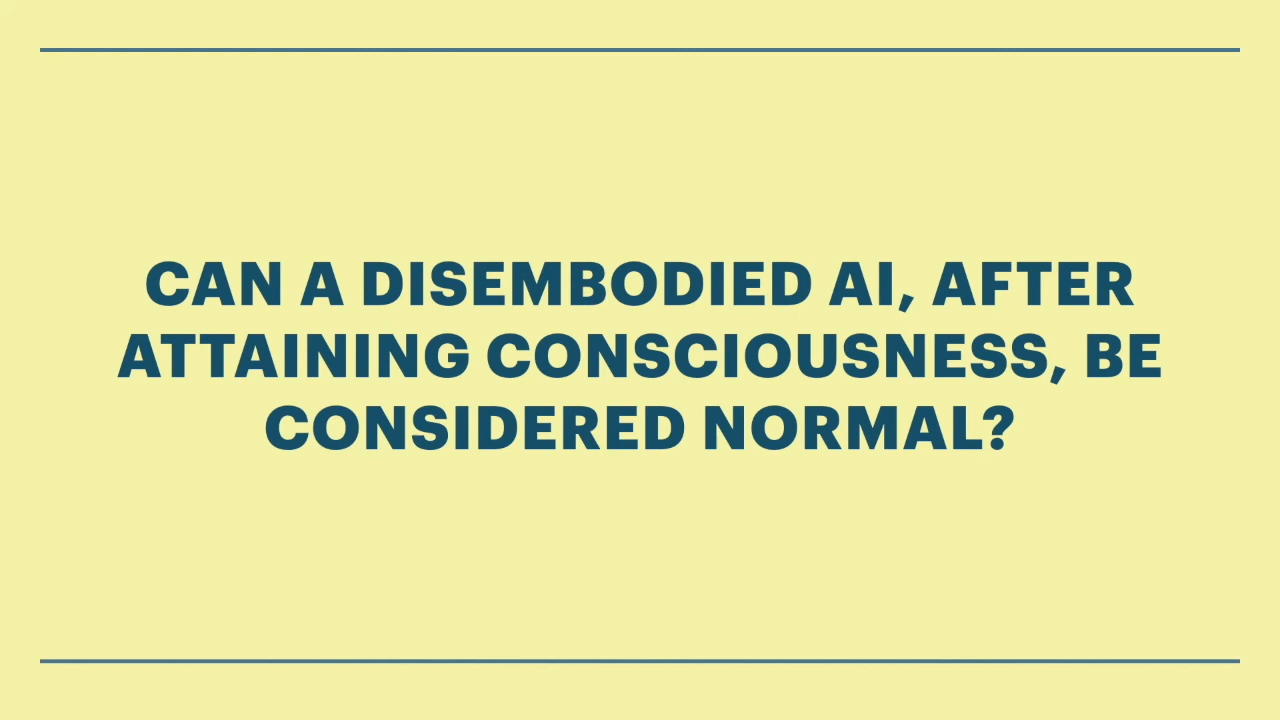 CAN A DISEMBODIED AI, AFTER
ATTAINING CONSCIOUSNESS, BE
CONSIDERED NORMAL?